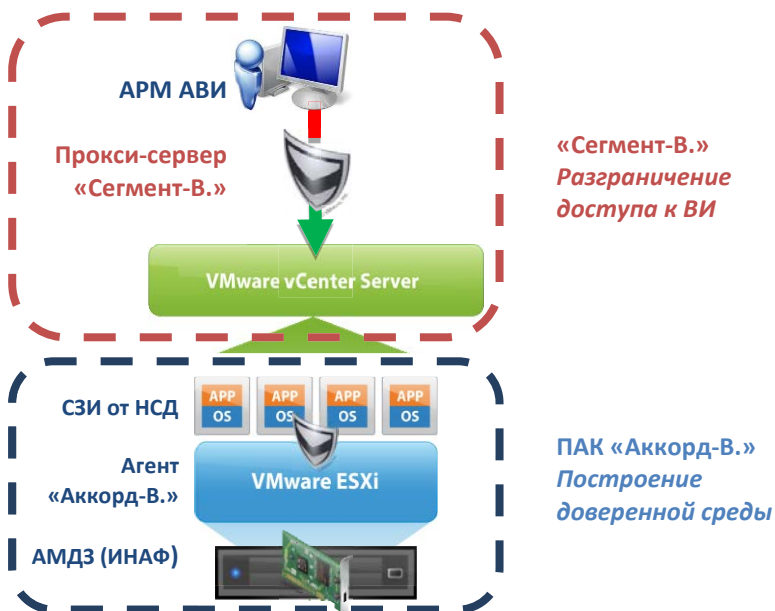 АРМ АВИ
Прокси-сервер
«Сегмент-В.»
VMware vCenter Server
«Сегмент-В.»
Разграничение
доступа к ВИ
СЗИ от НСД
APP APP APP APP
OS OS OS OS
Агент
«Аккорд-В.»
VMware ESXi
АМДЗ (ИНАФ)
ПАК «Аккорд-В.»
Построение
доверенной среды